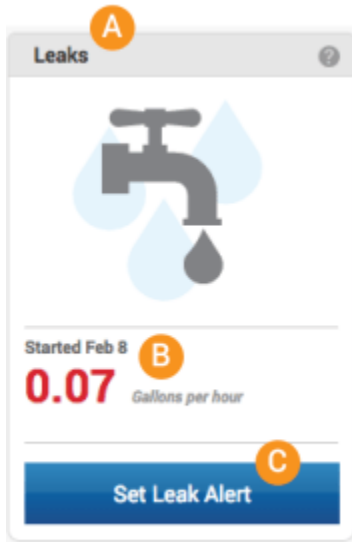 A
Leaks ?
Started Feb 8
B
0.07 Gallons per hour
C
Set Leak Alert